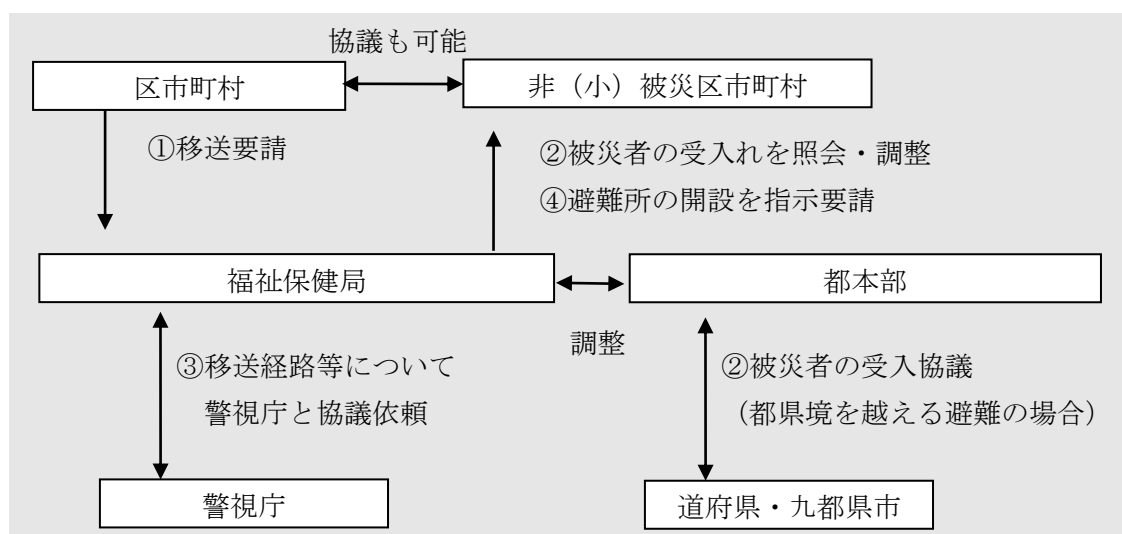 協議も可能
区市町村
非（小）被災区市町村
①移送要請
②被災者の受入れを照会・調整
④避難所の開設を指示要請
福祉保健局
都本部
調整
③移送経路等について
警視庁と協議依頼
②被災者の受入協議
（都県境を越える避難の場合）
警視庁
道府県・九都県市